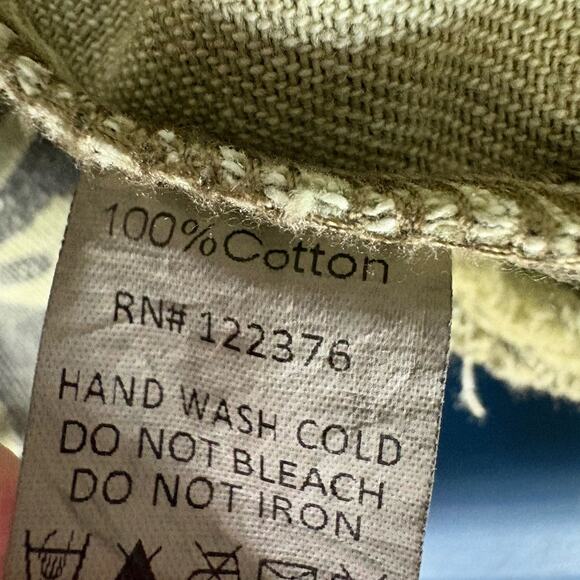 100% Cotton
RN# 122376
HAND WASH COLD
DO NOT BLEACH
DO NOT IRON